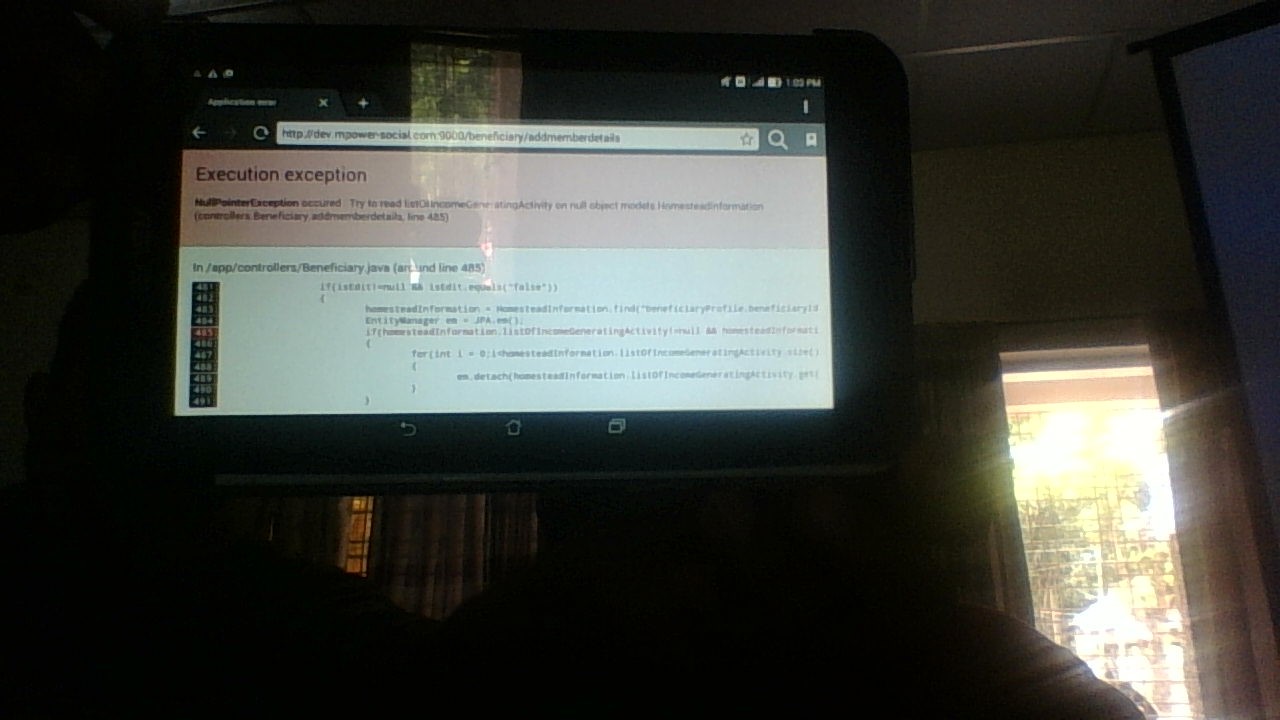 1:03 PM
Application error
http://dev.mpower-social.com:9000/beneficiary/addmemberdetails
Execution exception
NullPointerException occured : Try to read listOfIncomeGeneratingActivity on null object models.HomesteadInformation
(controllers.Beneficiary.addmemberdetails, line 485)
In /app/controllers/Beneficiary.java (around line 485)
481 if(isEdit!=null && isEdit.equals("false"))
482 {
483 homesteadInformation = HomesteadInformation.find("beneficiaryProfile.beneficiaryId
484 EntityManager em = JPA.em();
485 if(homesteadInformation.listOfIncomeGeneratingActivity!=null && homesteadInformati
486 {
487 for(int i = 0;i<homesteadInformation.listOfIncomeGeneratingActivity.size()
488 {
489 em.detach(homesteadInformation.listOfIncomeGeneratingActivity.get(
490 }
491 }